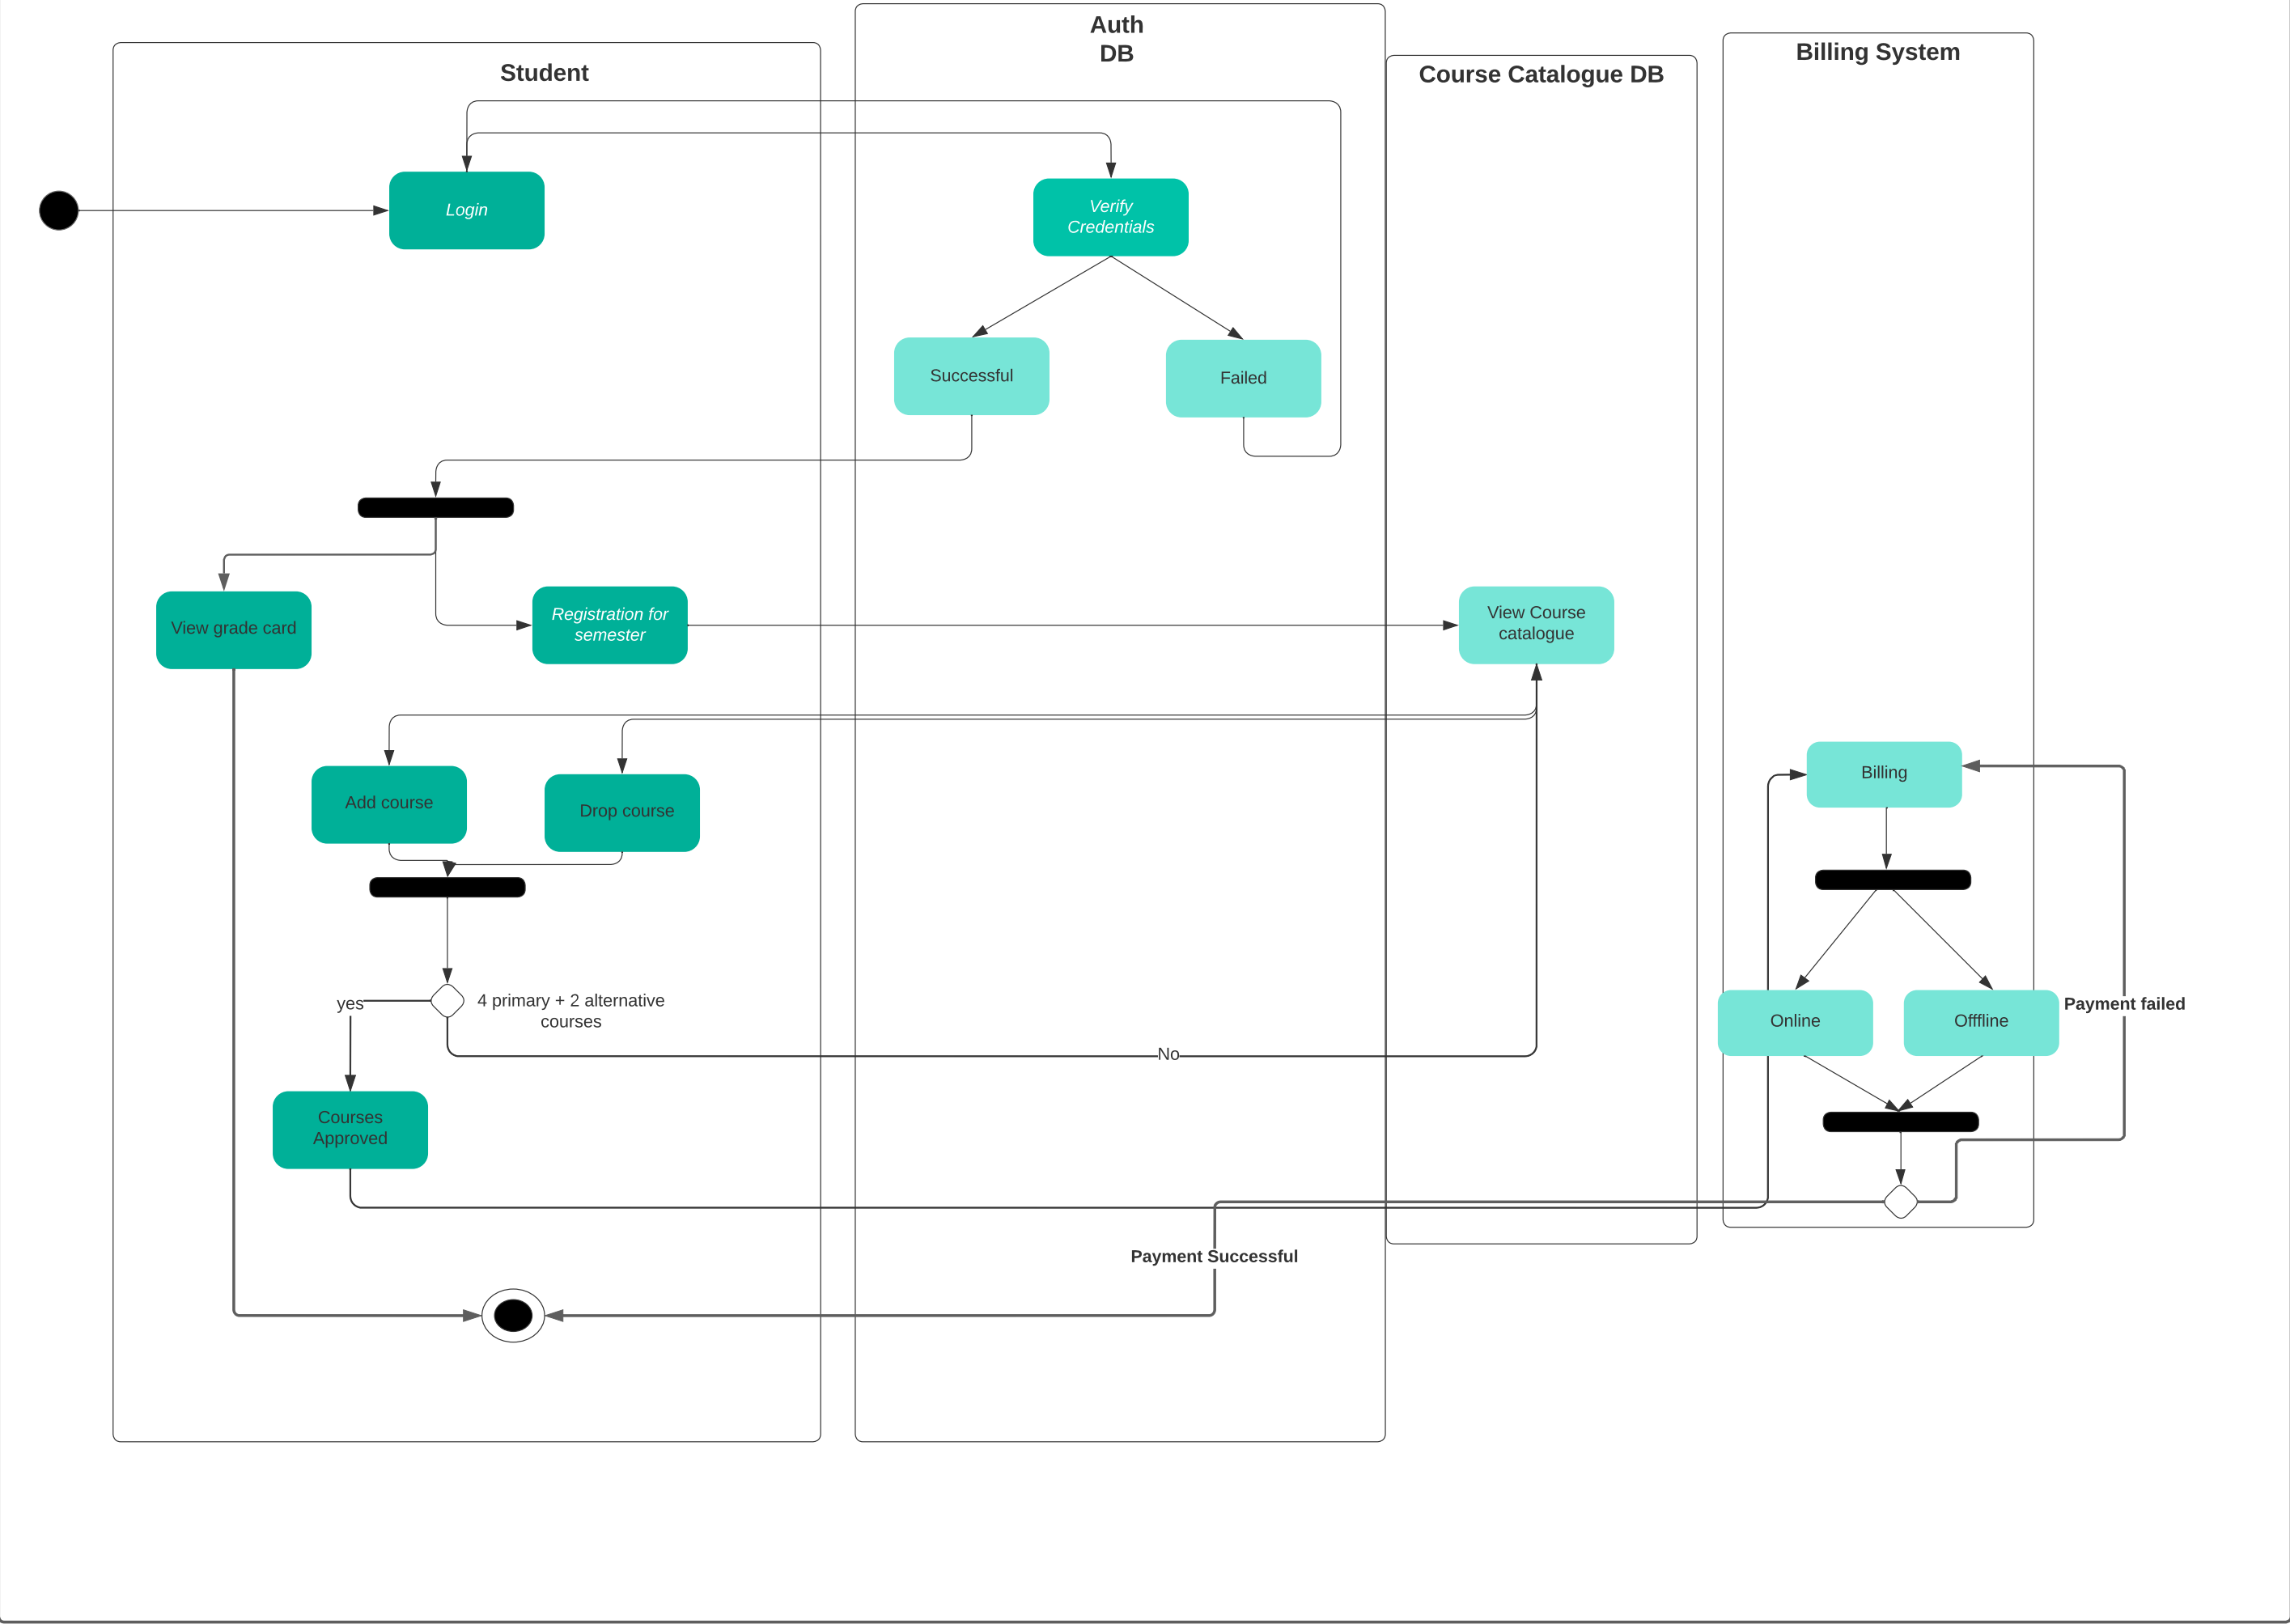 Auth
DB
Student
Course Catalogue DB
Billing System
Login
Verify
Credentials
Successful
Failed
View grade card
Registration for
semester
View Course
catalogue
Add course
Drop course
Billing
yes
4 primary + 2 alternative
courses
No
Online
Offfline
Payment failed
Courses
Approved
Payment Successful